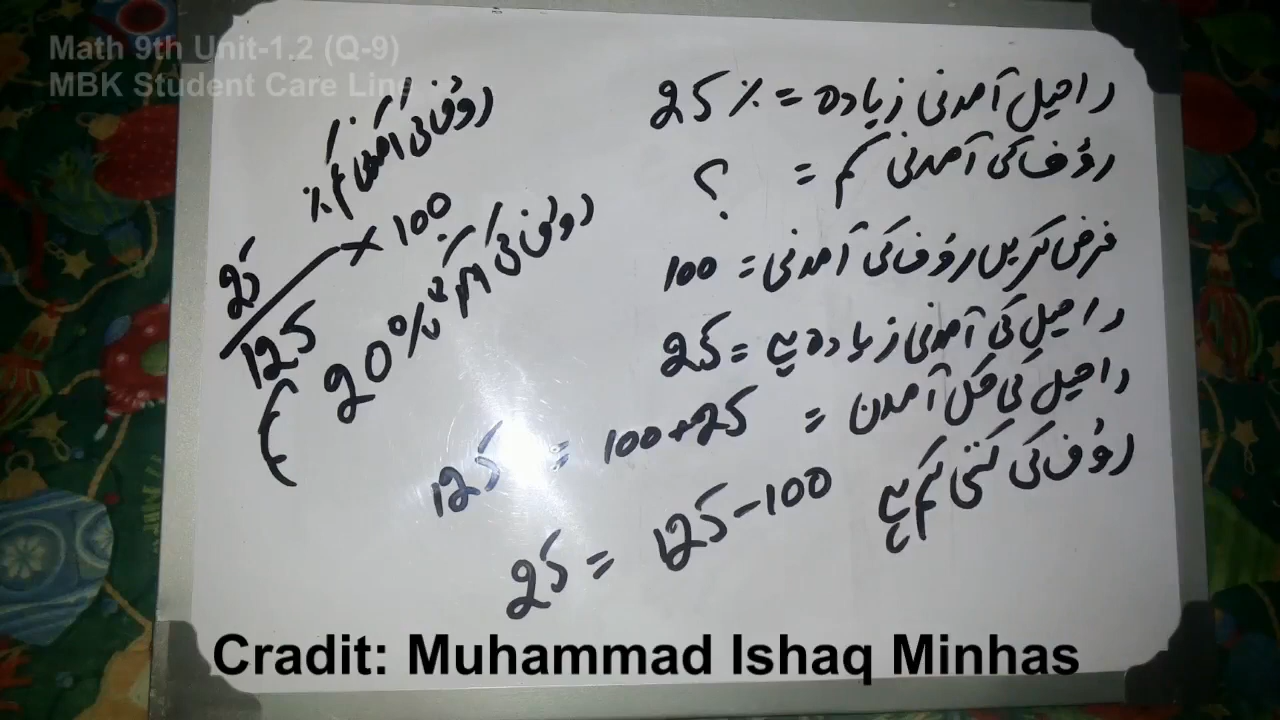 Math 9th Unit-1.2 (Q-9)
MBK Student Care Line
راحیل آمدنی زیادہ = 25 %
رؤف کی آمدنی کم = ؟
فرض کریں رؤف کی آمدنی = 100
راحیل کی آمدنی زیادہ ہے = 25
راحیل کی کل آمدن = 100+25 = 125
رؤف کی کتنی کم ہے 125-100 = 25
رؤف کی آمدنی کم %
25/125 × 100
رؤف کی
20%
Cradit: Muhammad Ishaq Minhas